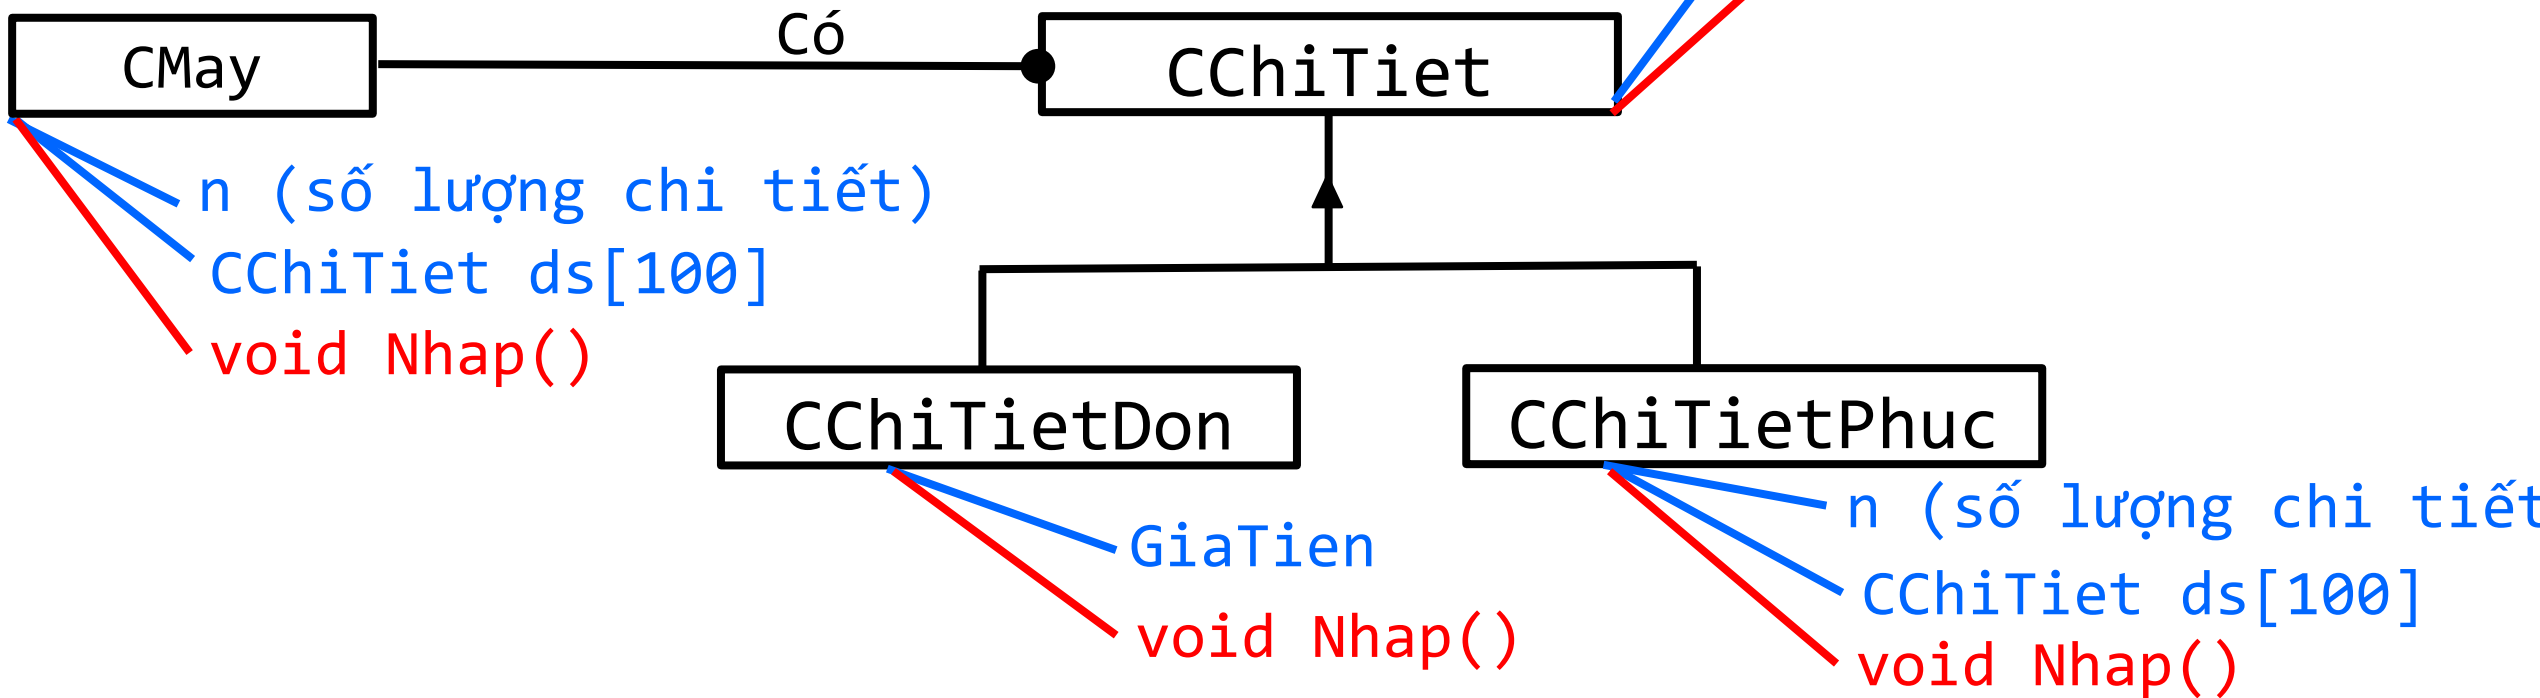 Có
CMay
CChiTiet
n (số lượng chi tiết)
CChiTiet ds[100]
void Nhap()
CChiTietDon
CChiTietPhuc
GiaTien
void Nhap()
n (số lượng chi tiết
CChiTiet ds[100]
void Nhap()